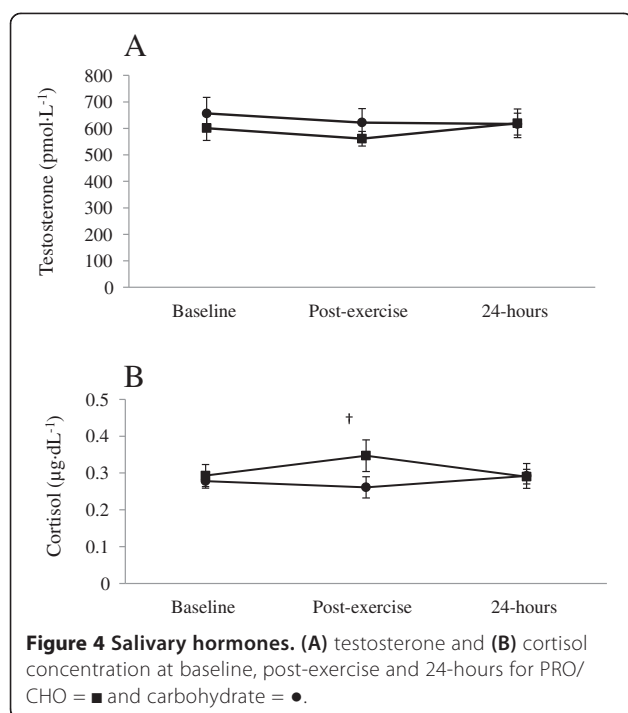 A
800
700
600
500
400
300
200
100
0
Testosterone (pmol·L⁻¹)
Baseline Post-exercise 24-hours
B
0.5
0.4
0.3
0.2
0.1
0
Cortisol (µg·dL⁻¹)
†
Baseline Post-exercise 24-hours
Figure 4 Salivary hormones. (A) testosterone and (B) cortisol
concentration at baseline, post-exercise and 24-hours for PRO/
CHO = ■ and carbohydrate = ●.